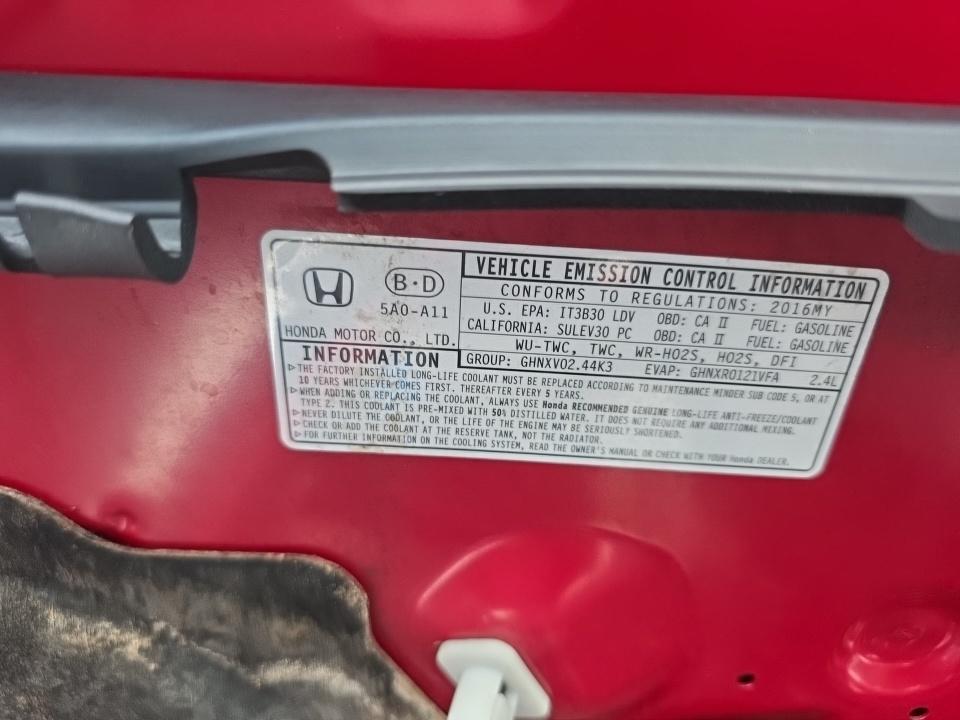 B·D
5A0-A11
HONDA MOTOR CO., LTD.
VEHICLE EMISSION CONTROL INFORMATION
CONFORMS TO REGULATIONS: 2016MY
U.S. EPA: IT3B30 LDV OBD: CA II FUEL: GASOLINE
CALIFORNIA: SULEV30 PC OBD: CA II FUEL: GASOLINE
WU-TWC, TWC, WR-HO2S, HO2S, DFI
GROUP: GHNXV02.44K3 EVAP: GHNXR0121VFA 2.4L
INFORMATION
▷THE FACTORY INSTALLED LONG-LIFE COOLANT MUST BE REPLACED ACCORDING TO MAINTENANCE MINDER SUB CODE 5, OR AT
10 YEARS WHICHEVER COMES FIRST. THEREAFTER EVERY 5 YEARS.
▷WHEN ADDING OR REPLACING THE COOLANT, ALWAYS USE Honda RECOMMENDED GENUINE LONG-LIFE ANTI-FREEZE/COOLANT
TYPE 2. THIS COOLANT IS PRE-MIXED WITH 50% DISTILLED WATER. IT DOES NOT REQUIRE ANY ADDITIONAL MIXING.
▷NEVER DILUTE THE COOLANT, OR THE LIFE OF THE ENGINE MAY BE SERIOUSLY SHORTENED.
▷CHECK OR ADD THE COOLANT AT THE RESERVE TANK, NOT THE RADIATOR.
▷FOR FURTHER INFORMATION ON THE COOLING SYSTEM, READ THE OWNER'S MANUAL OR CHECK WITH YOUR Honda DEALER.